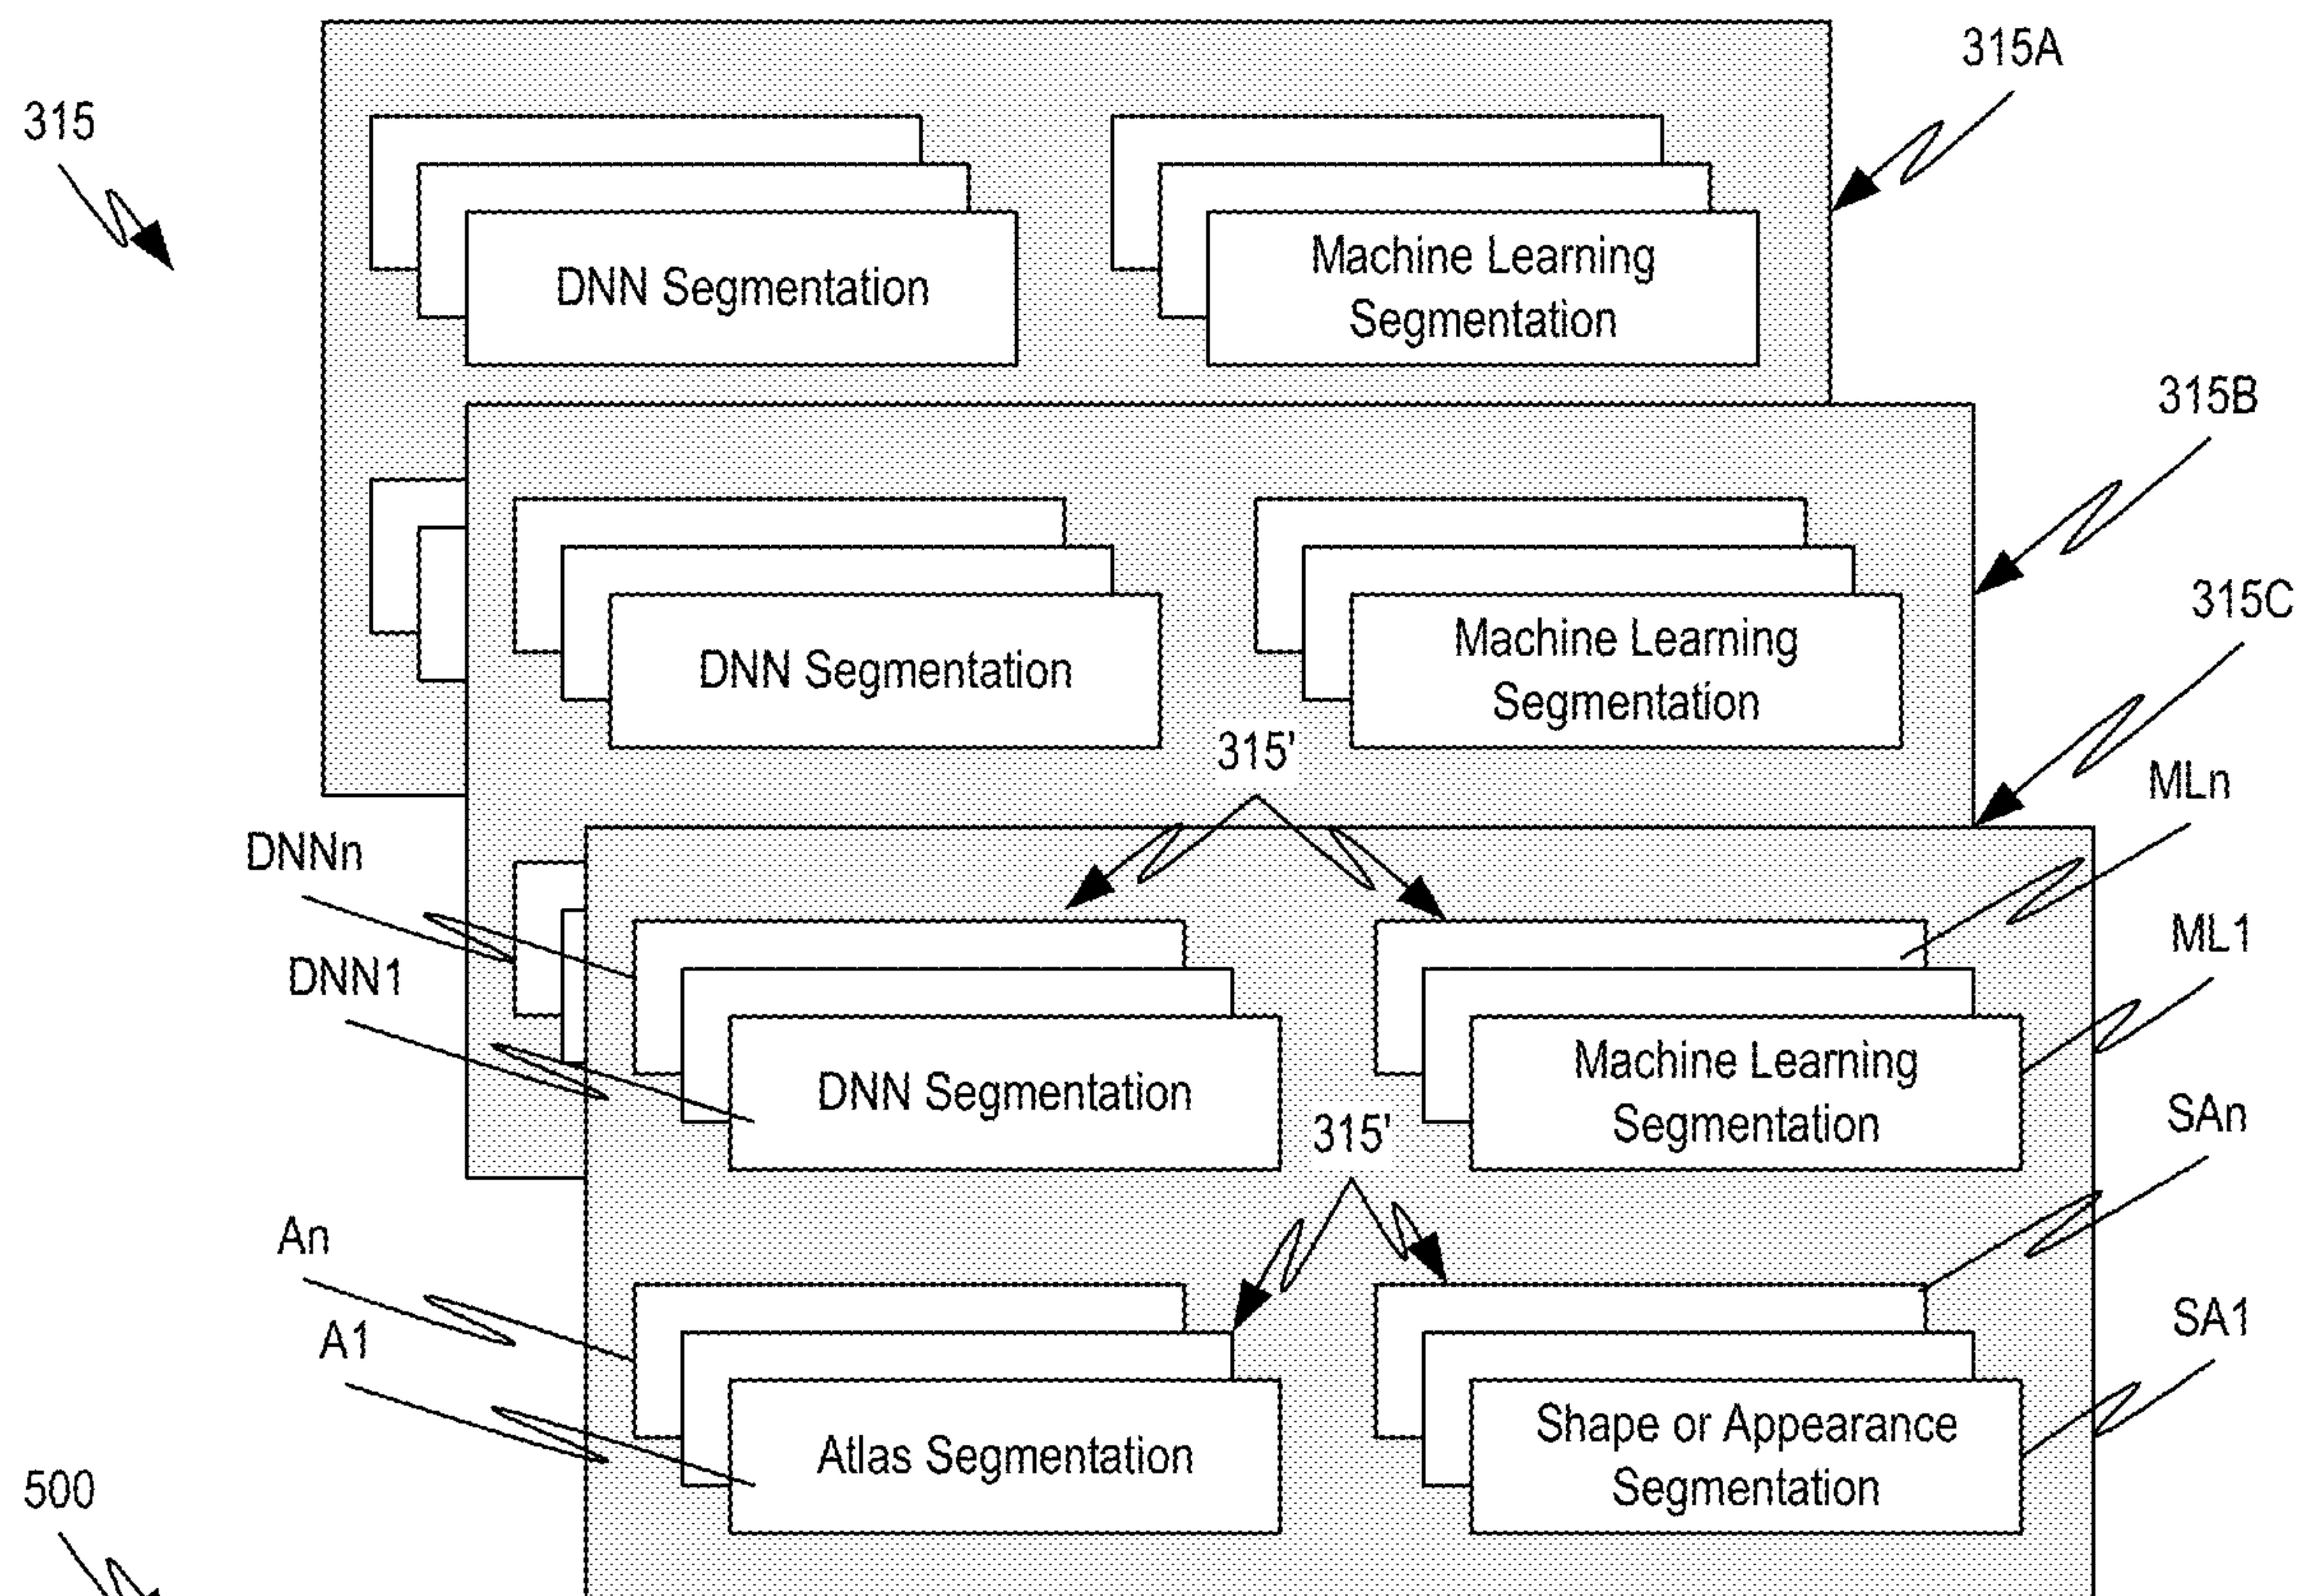 315A
315
Machine Learning
DNN Segmentation
Segmentation
315B
315C
Machine Learning
DNN Segmentation
Segmentation
315'
MLn
DNNn
ML1
DNN1
Machine Learning
DNN Segmentation
Segmentation
315'
SAn
An
SA1
A1
Shape or Appearance
Atlas Segmentation
Segmentation
500